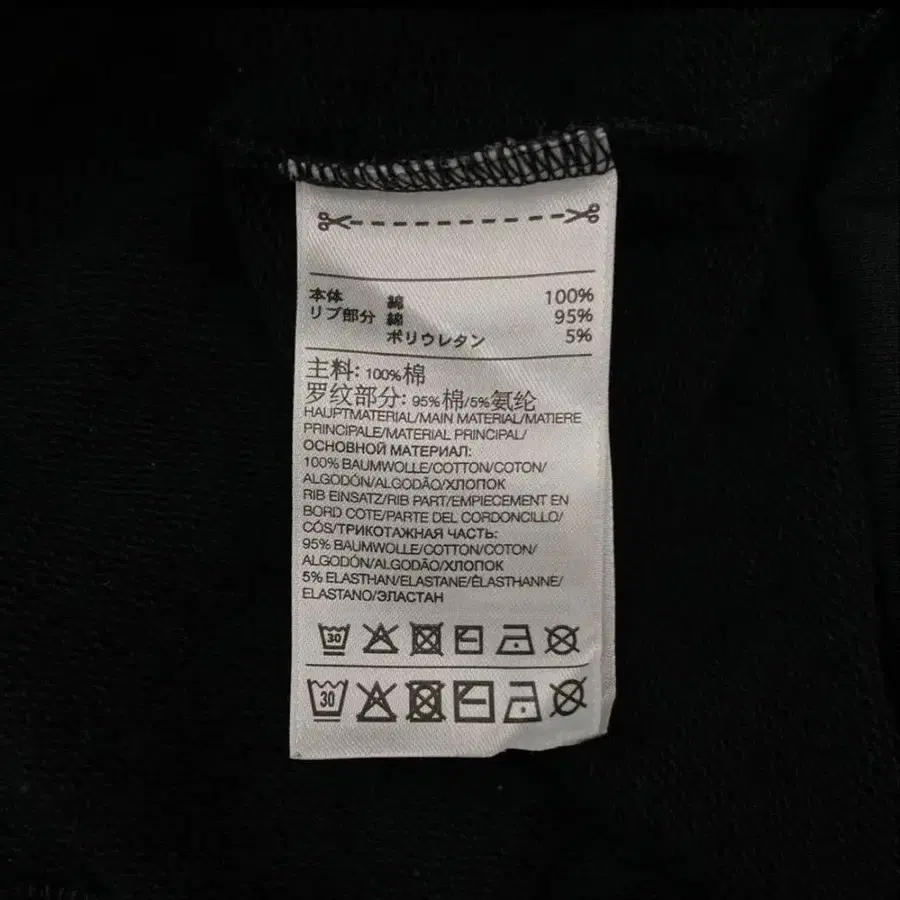 本体 綿 100%
リブ部分 綿 95%
ポリウレタン 5%
主料: 100%棉
罗纹部分: 95%棉/5%氨纶
HAUPTMATERIAL/MAIN MATERIAL/MATIERE
PRINCIPALE/MATERIAL PRINCIPAL/
ОСНОВНОЙ МАТЕРИАЛ:
100% BAUMWOLLE/COTTON/COTON/
ALGODÓN/ALGODÃO/ХЛОПОК
RIB EINSATZ/RIB PART/EMPIECEMENT EN
BORD COTE/PARTE DEL CORDONCILLO/
CÓS/ТРИКОТАЖНАЯ ЧАСТЬ:
95% BAUMWOLLE/COTTON/COTON/
ALGODÓN/ALGODÃO/ХЛОПОК
5% ELASTHAN/ELASTANE/ÉLASTHANNE/
ELASTANO/ЭЛАСТАН
30
30